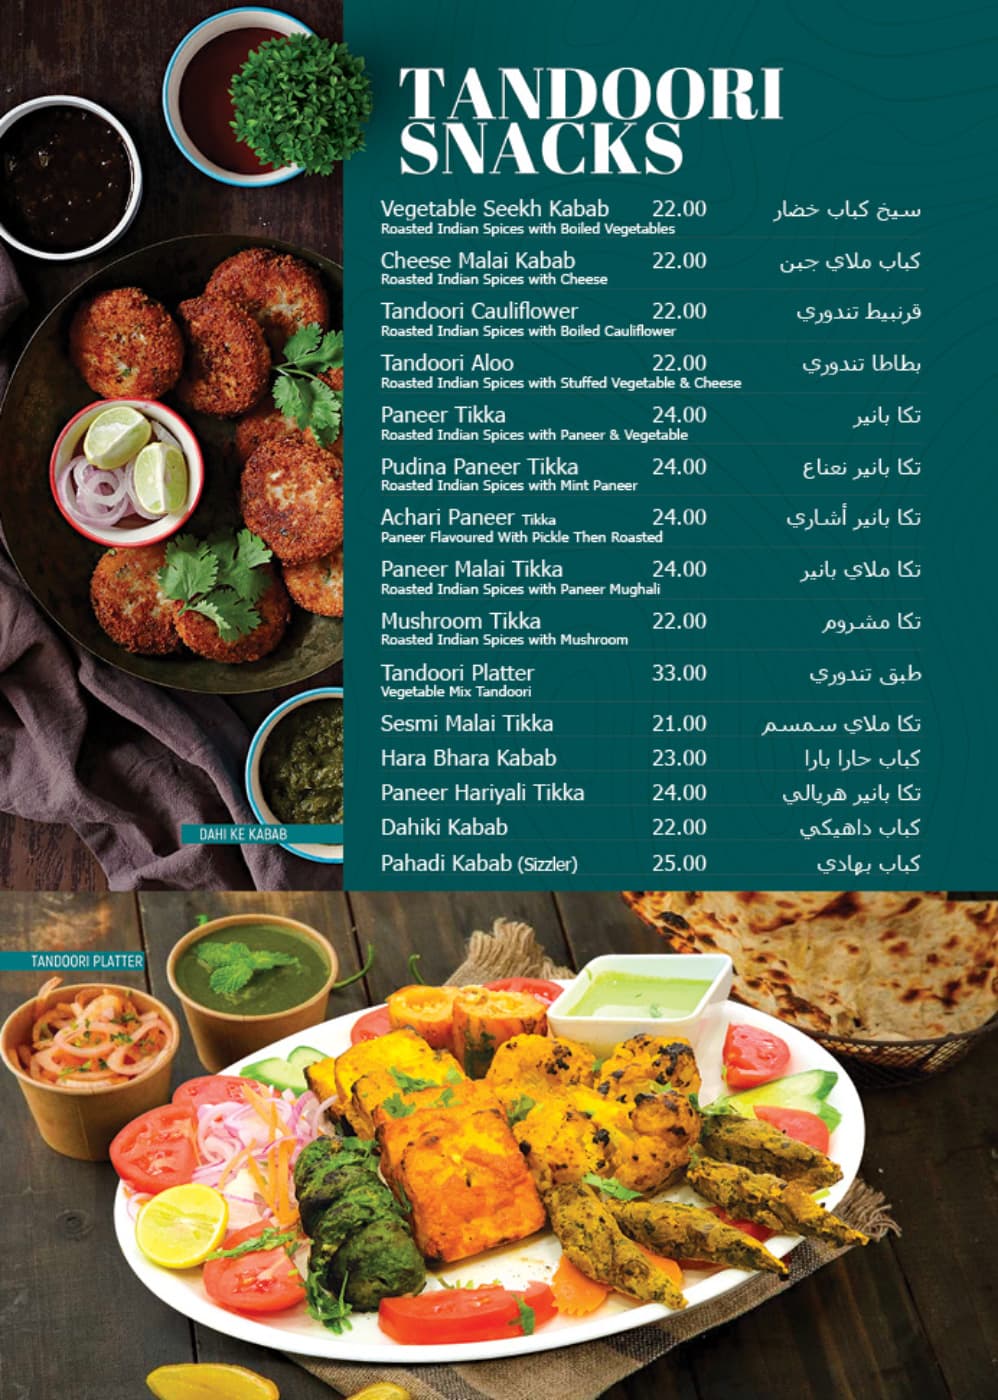 TANDOORI
SNACKS
Vegetable Seekh Kabab 22.00 سيخ كباب خضار
Roasted Indian Spices with Boiled Vegetables
Cheese Malai Kabab 22.00 كباب ملاي جبن
Roasted Indian Spices with Cheese
Tandoori Cauliflower 22.00 قرنبيط تندوري
Roasted Indian Spices with Boiled Cauliflower
Tandoori Aloo 22.00 بطاطا تندوري
Roasted Indian Spices with Stuffed Vegetable & Cheese
Paneer Tikka 24.00 تكا بانير
Roasted Indian Spices with Paneer & Vegetable
Pudina Paneer Tikka 24.00 تكا بانير نعناع
Roasted Indian Spices with Mint Paneer
Achari Paneer Tikka 24.00 تكا بانير أشاري
Paneer Flavoured With Pickle Then Roasted
Paneer Malai Tikka 24.00 تكا ملاي بانير
Roasted Indian Spices with Paneer Mughali
Mushroom Tikka 22.00 تكا مشروم
Roasted Indian Spices with Mushroom
Tandoori Platter 33.00 طبق تندوري
Vegetable Mix Tandoori
Sesmi Malai Tikka 21.00 تكا ملاي سمسم
Hara Bhara Kabab 23.00 كباب حارا بارا
Paneer Hariyali Tikka 24.00 تكا بانير هريالي
Dahiki Kabab 22.00 كباب داهيكي
Pahadi Kabab (Sizzler) 25.00 كباب بهادي
DAHI KE KABAB
TANDOORI PLATTER